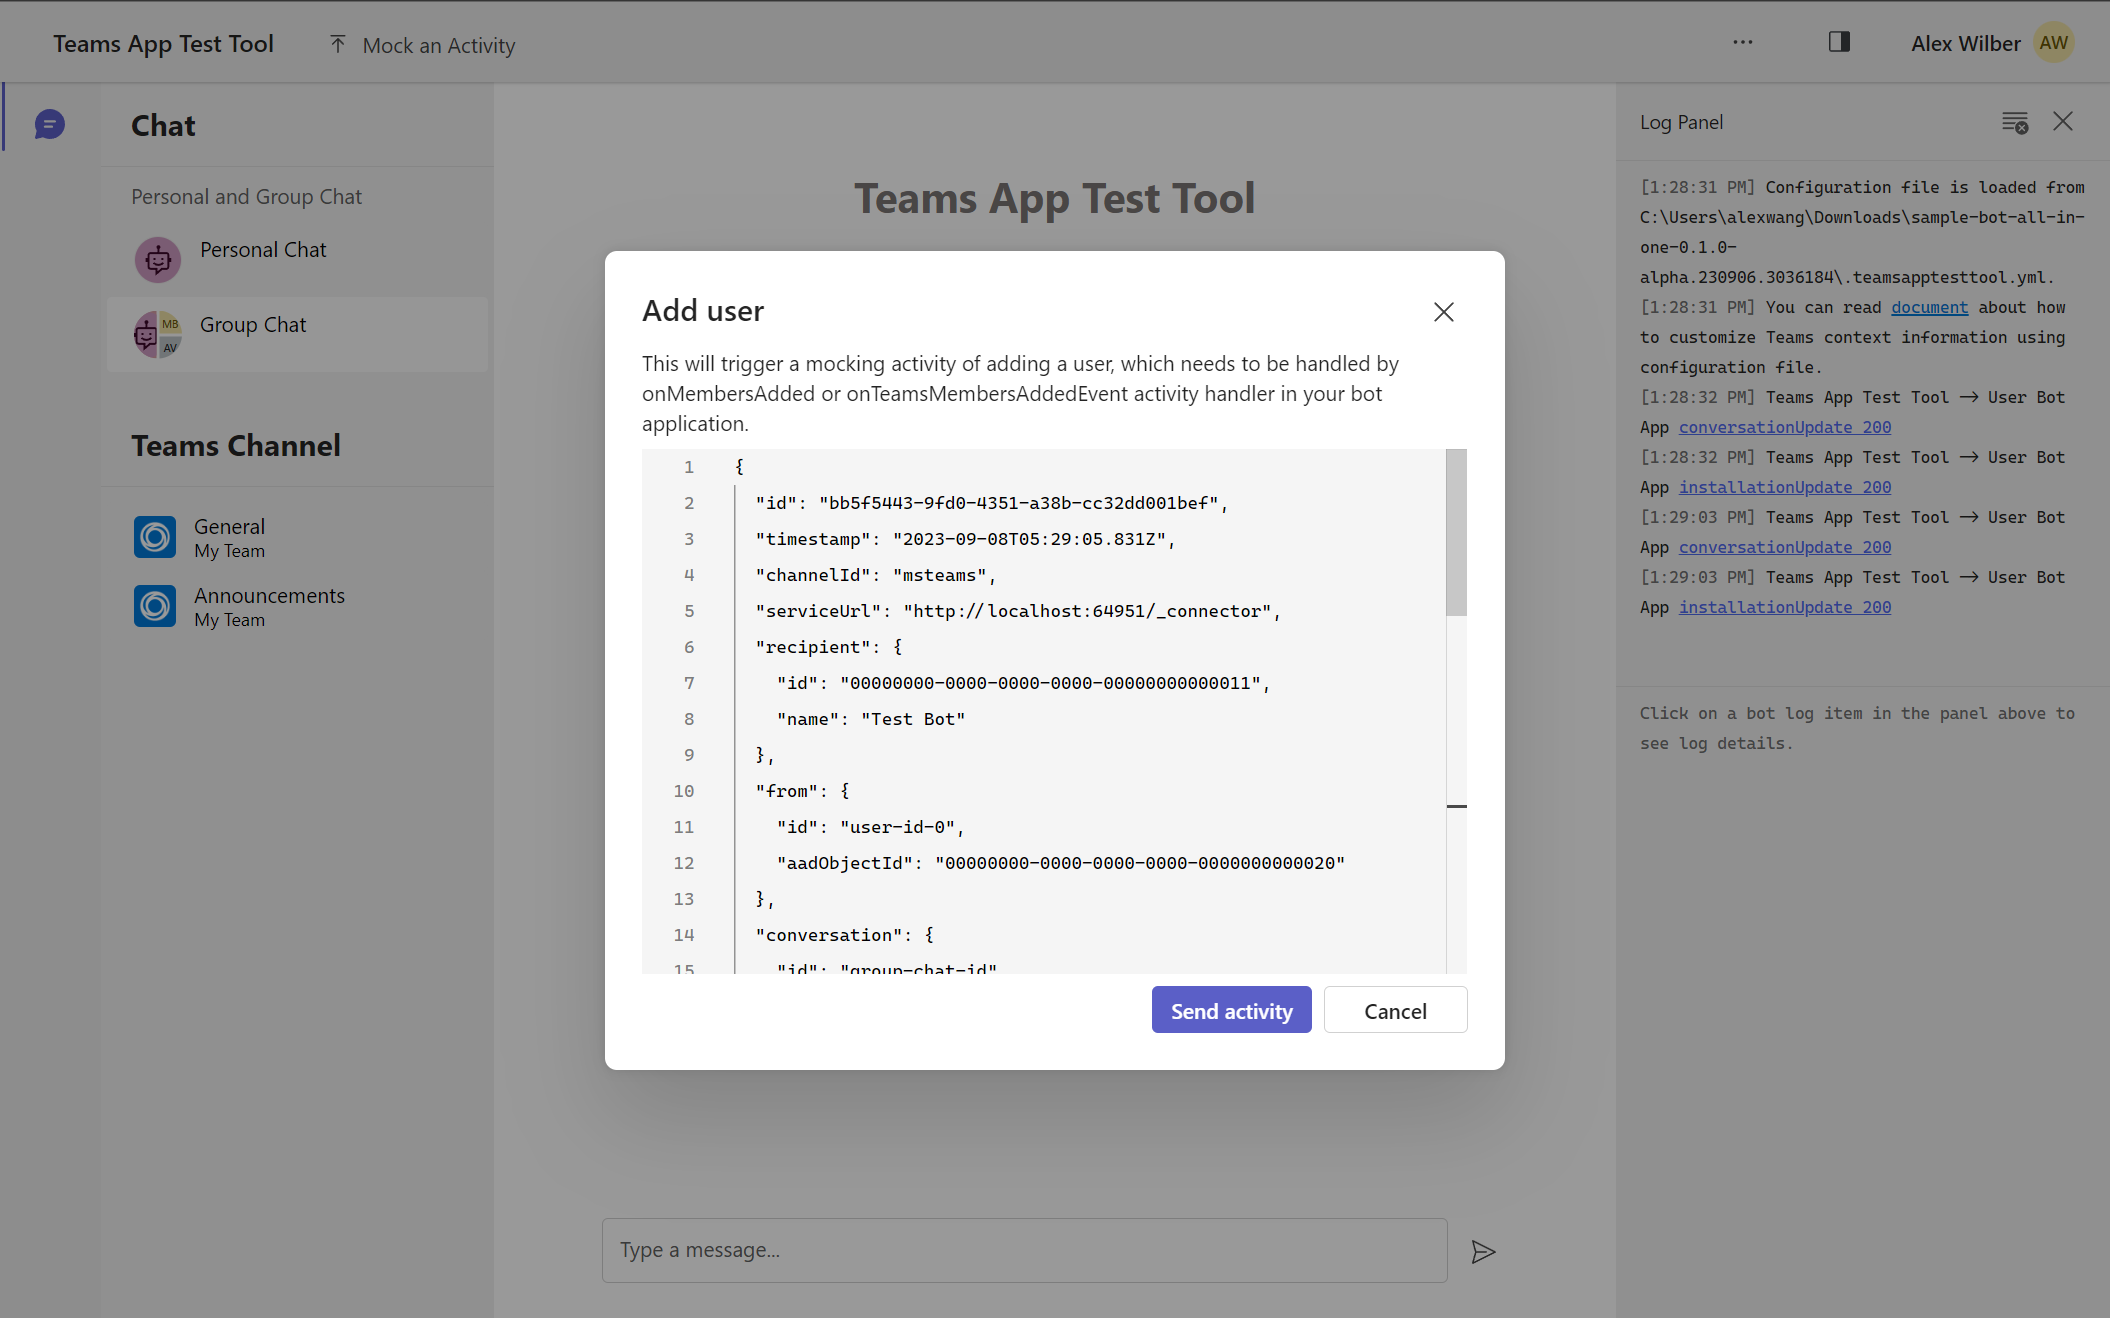 Teams App Test Tool
Mock an Activity
Alex Wilber
AW
Chat
Personal and Group Chat
Personal Chat
MB
AV
Group Chat
Teams Channel
General
My Team
Announcements
My Team
Teams App Test Tool
Add user
This will trigger a mocking activity of adding a user, which needs to be handled by
onMembersAdded or onTeamsMembersAddedEvent activity handler in your bot
application.
1 {
2 "id": "bb5f5443-9fd0-4351-a38b-cc32dd001bef",
3 "timestamp": "2023-09-08T05:29:05.831Z",
4 "channelId": "msteams",
5 "serviceUrl": "http://localhost:64951/_connector",
6 "recipient": {
7 "id": "00000000-0000-0000-0000-00000000000011",
8 "name": "Test Bot"
9 },
10 "from": {
11 "id": "user-id-0",
12 "aadObjectId": "00000000-0000-0000-0000-0000000000020"
13 },
14 "conversation": {
15 "id": "group-chat-id"
Send activity
Cancel
Type a message...
Log Panel
[1:28:31 PM] Configuration file is loaded from
C:\Users\alexwang\Downloads\sample-bot-all-in-
one-0.1.0-
alpha.230906.3036184\.teamsapptesttool.yml.
[1:28:31 PM] You can read document about how
to customize Teams context information using
configuration file.
[1:28:32 PM] Teams App Test Tool → User Bot
App conversationUpdate 200
[1:28:32 PM] Teams App Test Tool → User Bot
App installationUpdate 200
[1:29:03 PM] Teams App Test Tool → User Bot
App conversationUpdate 200
[1:29:03 PM] Teams App Test Tool → User Bot
App installationUpdate 200
Click on a bot log item in the panel above to
see log details.